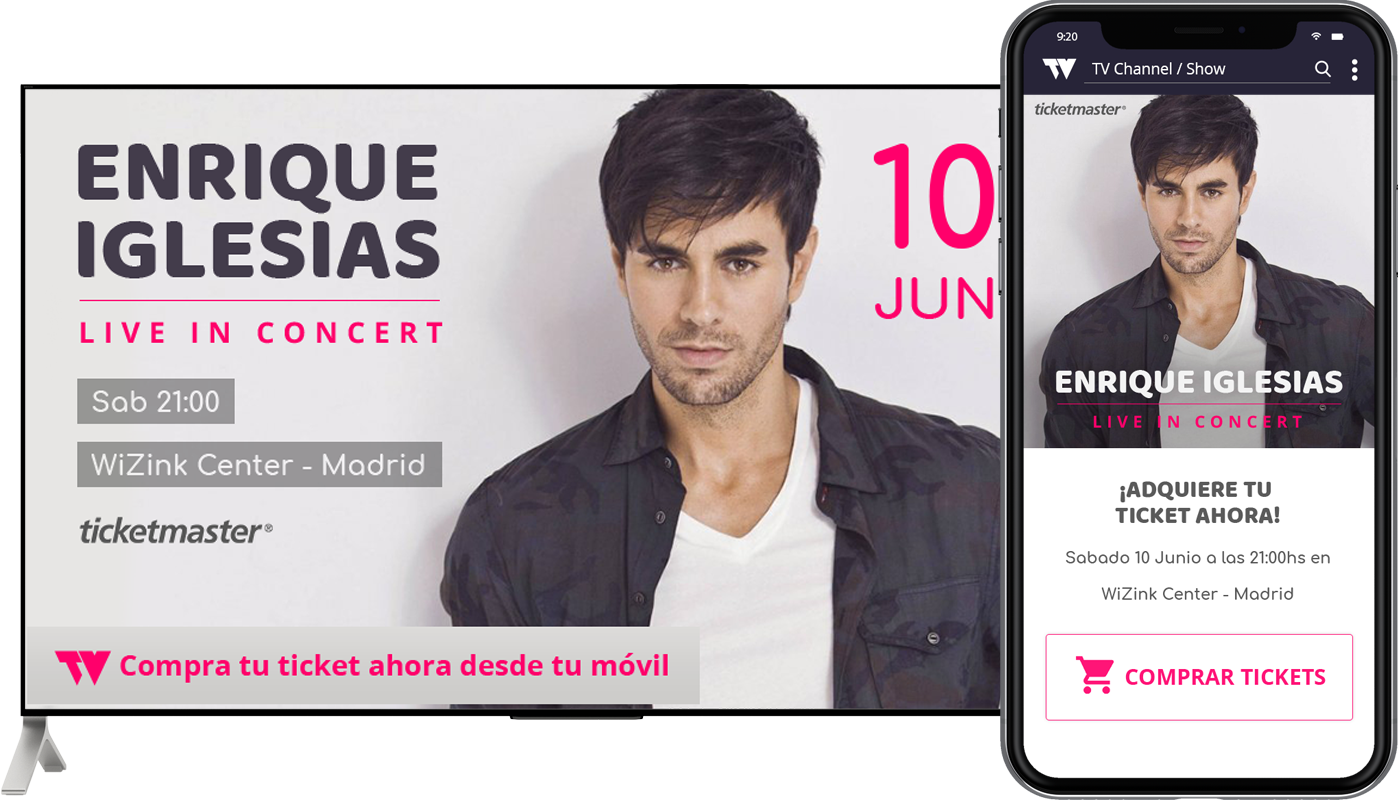 ENRIQUE
IGLESIAS
LIVE IN CONCERT
Sab 21:00
WiZink Center - Madrid
ticketmaster®
10
JUN
TV Compra tu ticket ahora desde tu móvil
9:20
TV TV Channel / Show
ticketmaster®
ENRIQUE IGLESIAS
LIVE IN CONCERT
¡ADQUIERE TU
TICKET AHORA!
Sabado 10 Junio a las 21:00hs en
WiZink Center - Madrid
COMPRAR TICKETS